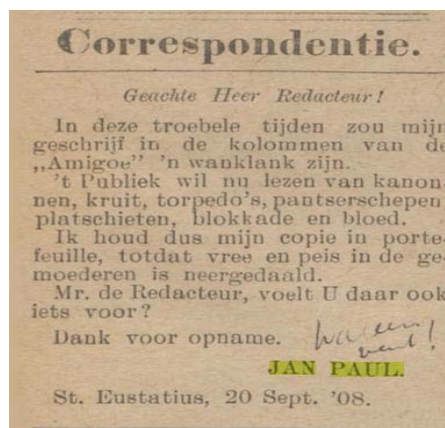 Correspondentie.
Geachte Heer Redacteur!
In deze troebele tijden zou mijn
geschrijf in de kolommen van de
„Amigoe” 'n wanklank zijn.
't Publiek wil nu lezen van kanon-
nen, kruit, torpedo's, pantserschepen
platschieten, blokkade en bloed.
Ik houd dus mijn copie in porte-
feuille, totdat vree en peis in de ge-
moederen is neergedaald.
Mr. de Redacteur, voelt U daar ook
iets voor?
Dank voor opname.
JAN PAUL.
St. Eustatius, 20 Sept. '08.